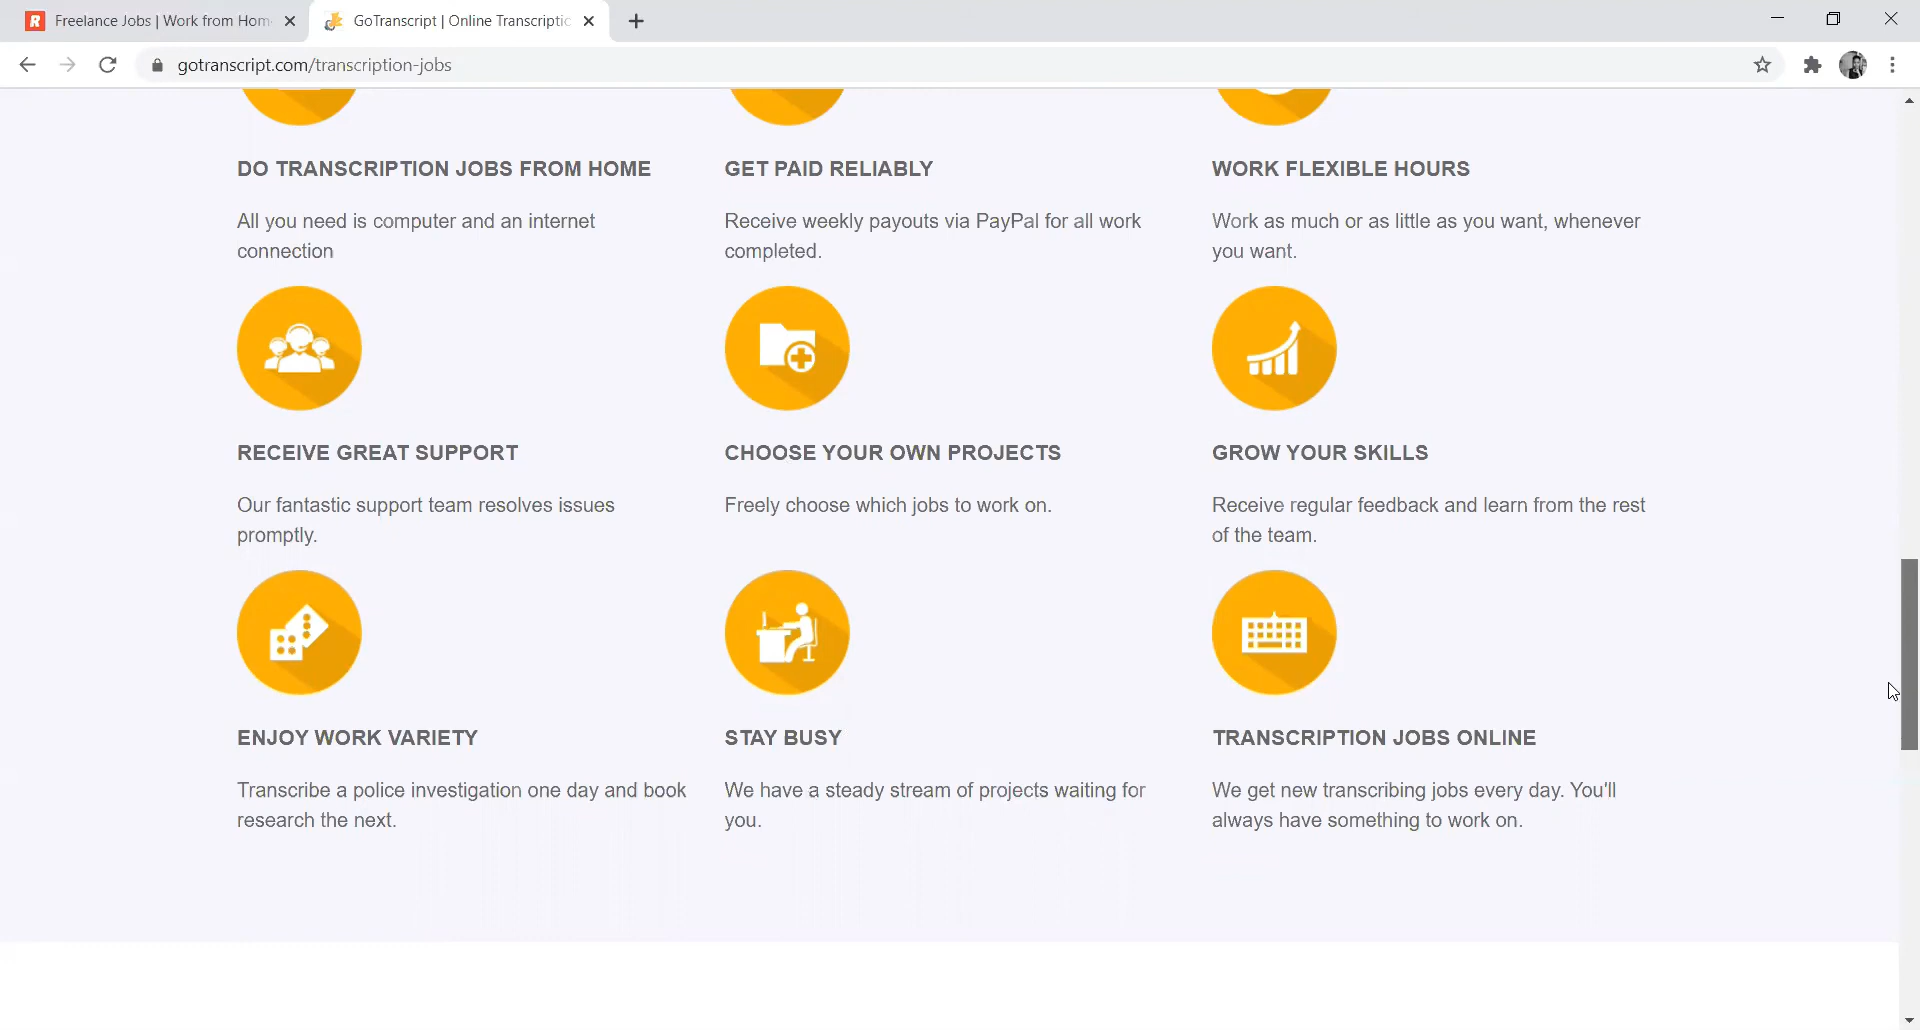 Freelance Jobs | Work from Hom
GoTranscript | Online Transcriptic
gotranscript.com/transcription-jobs
DO TRANSCRIPTION JOBS FROM HOME
All you need is computer and an internet
connection
GET PAID RELIABLY
Receive weekly payouts via PayPal for all work
completed.
WORK FLEXIBLE HOURS
Work as much or as little as you want, whenever
you want.
RECEIVE GREAT SUPPORT
Our fantastic support team resolves issues
promptly.
CHOOSE YOUR OWN PROJECTS
Freely choose which jobs to work on.
GROW YOUR SKILLS
Receive regular feedback and learn from the rest
of the team.
ENJOY WORK VARIETY
Transcribe a police investigation one day and book
research the next.
STAY BUSY
We have a steady stream of projects waiting for
you.
TRANSCRIPTION JOBS ONLINE
We get new transcribing jobs every day. You'll
always have something to work on.